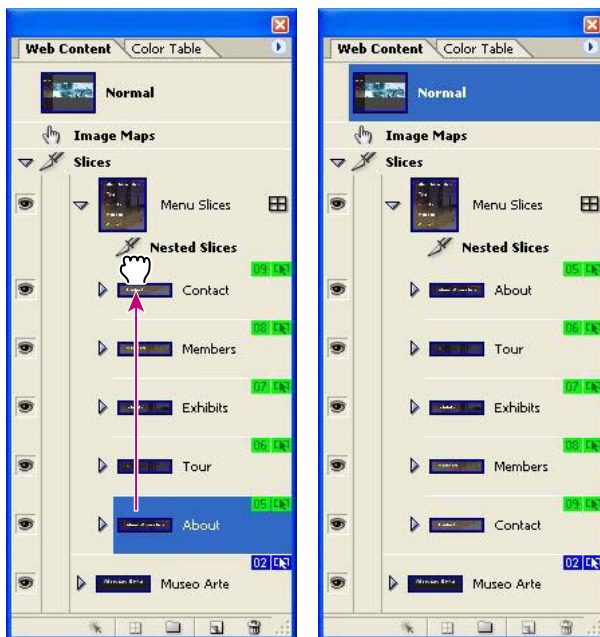 Web Content Color Table
Normal
Image Maps
Slices
Menu Slices
Nested Slices
09
Contact
08
Members
07
Exhibits
06
Tour
05
About
02
Museo Arte
Web Content Color Table
Normal
Image Maps
Slices
Menu Slices
Nested Slices
05
About
06
Tour
07
Exhibits
08
Members
09
Contact
02
Museo Arte